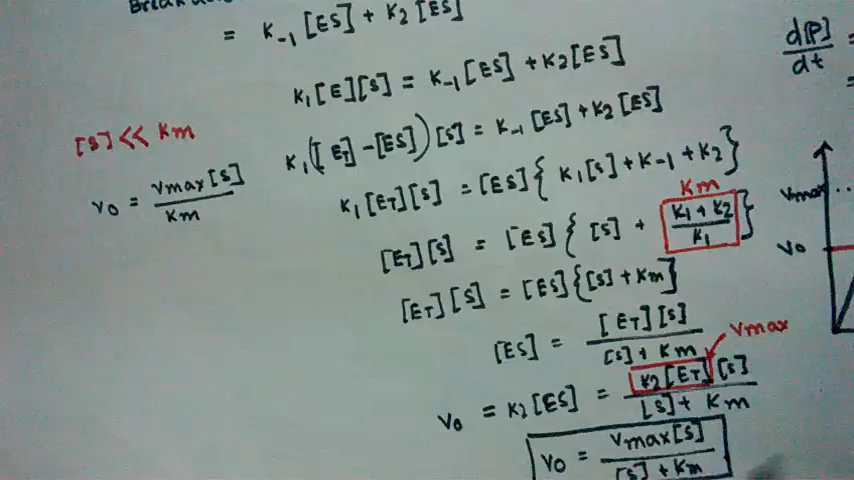 = K-1 [ES] + K2 [ES]
K1 [E][S] = K-1 [ES] + K2 [ES]
K1 ([ET] - [ES]) [S] = K-1 [ES] + K2 [ES]
K1 [ET][S] = [ES] { K1 [S] + K-1 + K2 }
Km
[ET][S] = [ES] { [S] + K1 + K2 / K1 }
[ET][S] = [ES] {[S] + Km}
[ES] = [ET][S] / [S] + Km
Vmax
V0 = K2 [ES] = K2 [ET] [S] / [S] + Km
V0 = Vmax [S] / [S] + Km
[S] << Km
V0 = Vmax [S] / Km
d[P] / dt =
=
Vmax
V0